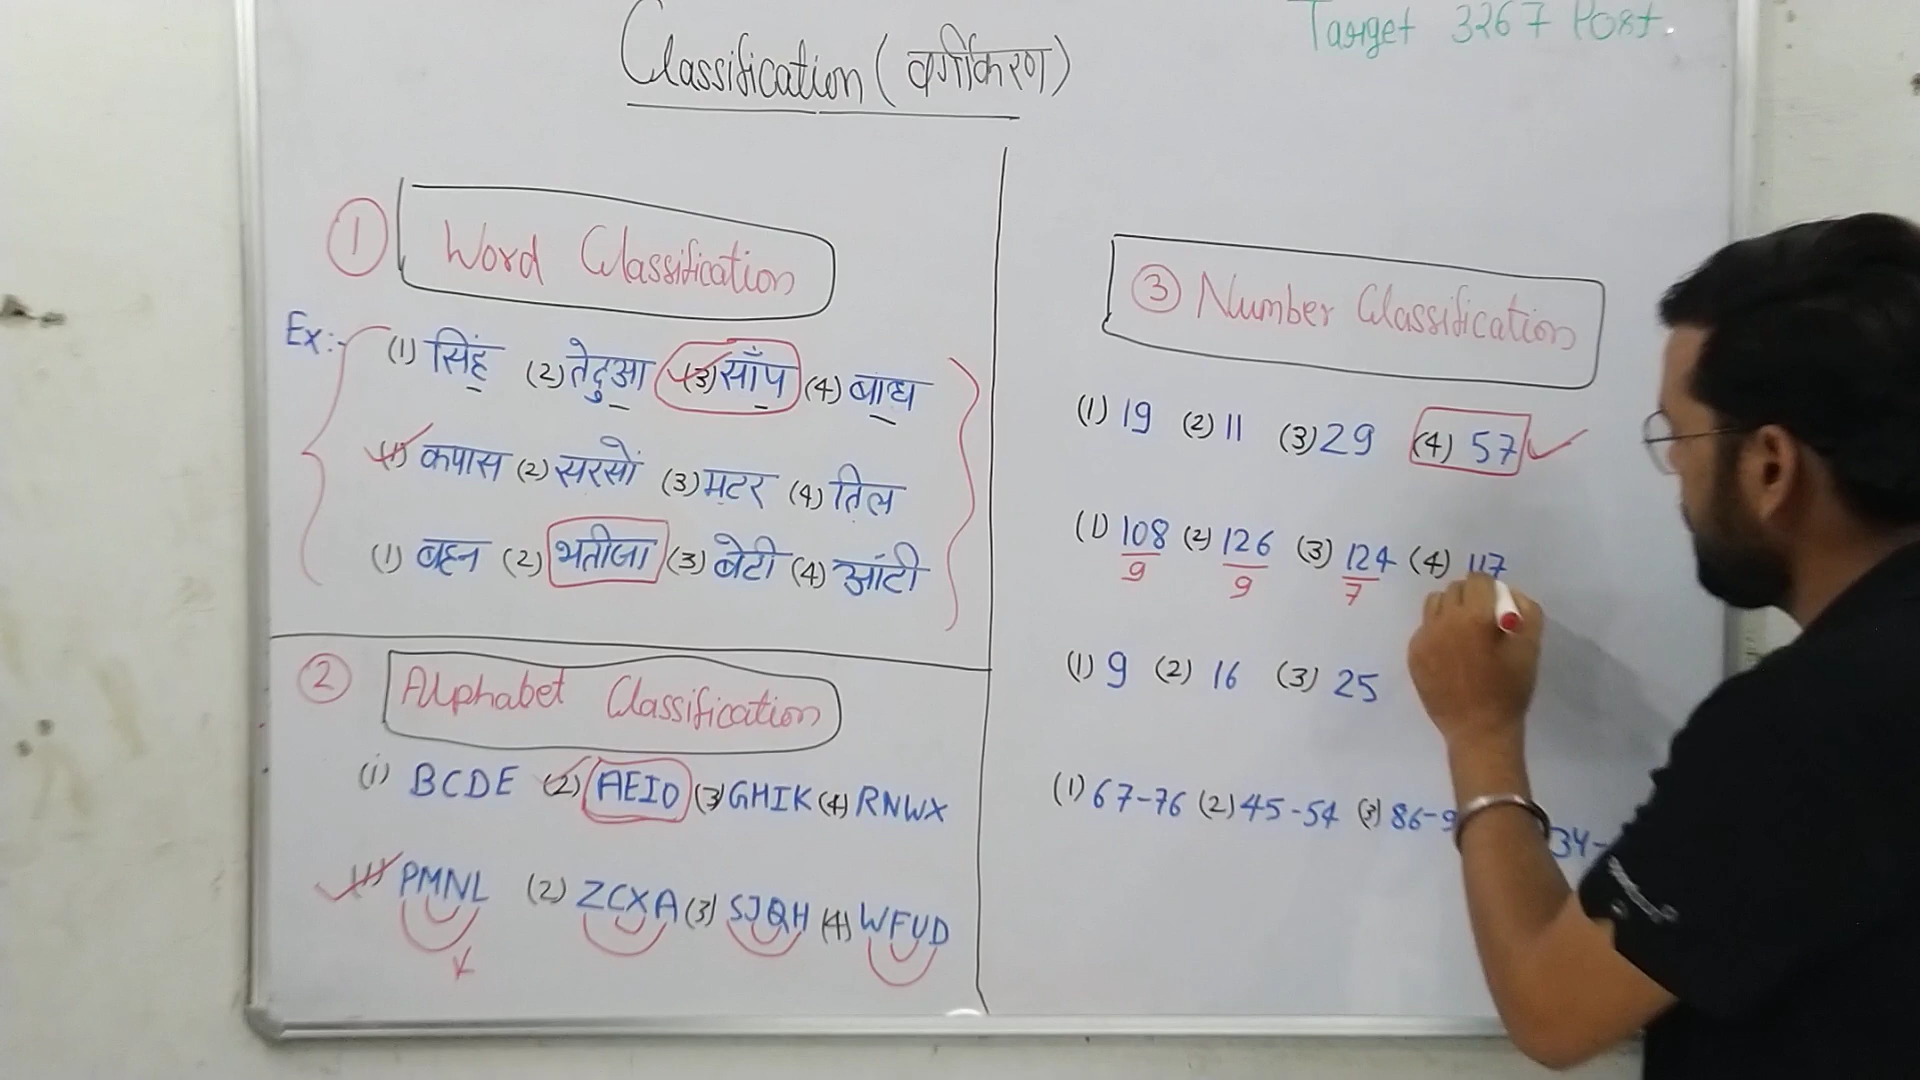 Classification (वर्गीकरण)
Target 3267 Post.
① Word Classification
Ex:- (1) सिंह (2) तेदुआ (3) साँप (4) बाघ
(1) कपास (2) सरसों (3) मटर (4) तिल
(1) बहन (2) भतीजा (3) बेटी (4) आंटी
② Alphabet Classification
(1) BCDE (2) AEIO (3) GHIK (4) RNWX
(1) PMNL (2) ZCXA (3) SJQH (4) WFUD
③ Number Classification
(1) 19 (2) 11 (3) 29 (4) 57
(1) 108 (2) 126 (3) 124 (4) 117
9 9 7
(1) 9 (2) 16 (3) 25
(1) 67-76 (2) 45-54 (3) 86-9 34-